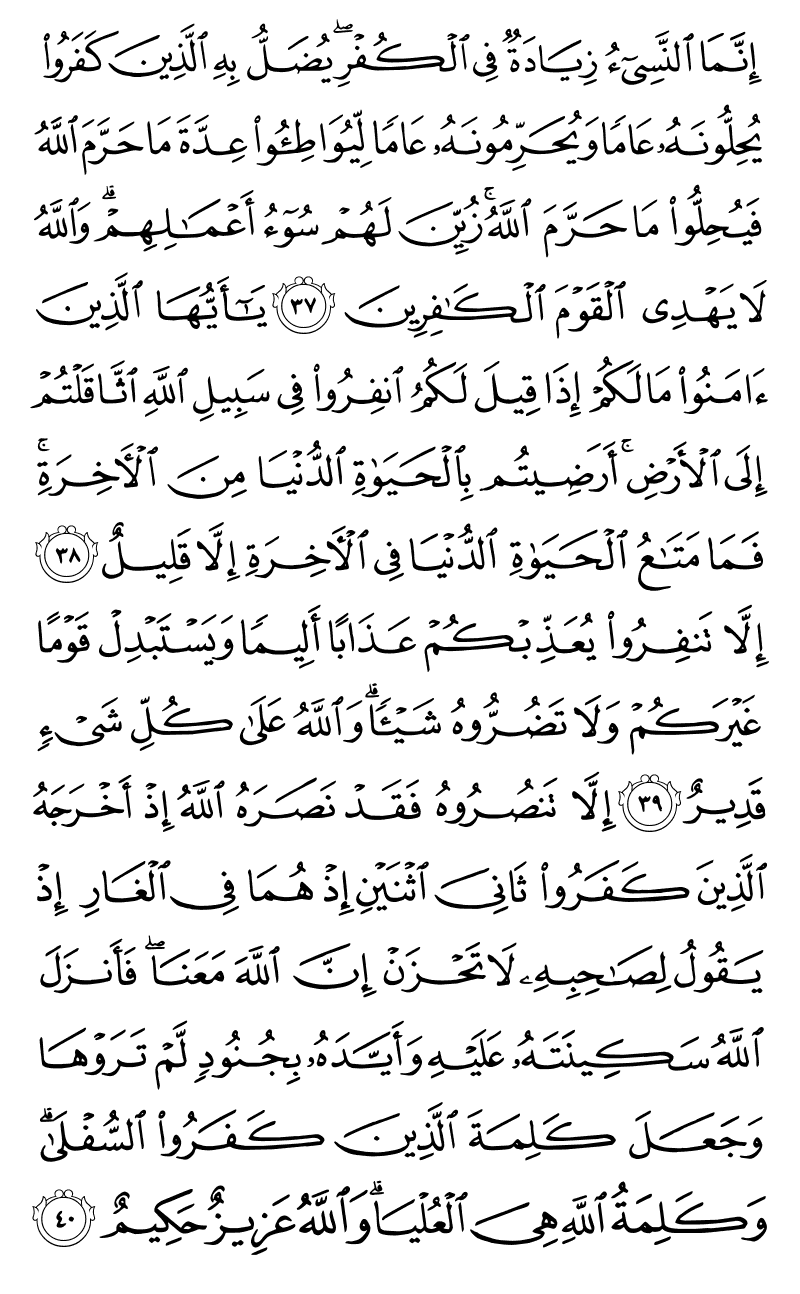 إِنَّمَا ٱلنَّسِيٓءُ زِيَادَةٌ فِي ٱلۡكُفۡرِۖ يُضَلُّ بِهِ ٱلَّذِينَ كَفَرُواْ
يُحِلُّونَهُۥ عَامٗا وَيُحَرِّمُونَهُۥ عَامٗا لِّيُوَاطِـُٔواْ عِدَّةَ مَا حَرَّمَ ٱللَّهُ
فَيُحِلُّواْ مَا حَرَّمَ ٱللَّهُۚ زُيِّنَ لَهُمۡ سُوٓءُ أَعۡمَٰلِهِمۡۗ وَٱللَّهُ
لَا يَهۡدِي ٱلۡقَوۡمَ ٱلۡكَٰفِرِينَ ٣٧ يَٰٓأَيُّهَا ٱلَّذِينَ
ءَامَنُواْ مَا لَكُمۡ إِذَا قِيلَ لَكُمُ ٱنفِرُواْ فِي سَبِيلِ ٱللَّهِ ٱثَّاقَلۡتُمۡ
إِلَى ٱلۡأَرۡضِۚ أَرَضِيتُم بِٱلۡحَيَوٰةِ ٱلدُّنۡيَا مِنَ ٱلۡأٓخِرَةِۚ
فَمَا مَتَٰعُ ٱلۡحَيَوٰةِ ٱلدُّنۡيَا فِي ٱلۡأٓخِرَةِ إِلَّا قَلِيلٌ ٣٨
إِلَّا تَنفِرُواْ يُعَذِّبۡكُمۡ عَذَابًا أَلِيمٗا وَيَسۡتَبۡدِلۡ قَوۡمًا
غَيۡرَكُمۡ وَلَا تَضُرُّوهُ شَيۡـٔٗاۗ وَٱللَّهُ عَلَىٰ كُلِّ شَيۡءٖ
قَدِيرٌ ٣٩ إِلَّا تَنصُرُوهُ فَقَدۡ نَصَرَهُ ٱللَّهُ إِذۡ أَخۡرَجَهُ
ٱلَّذِينَ كَفَرُواْ ثَانِيَ ٱثۡنَيۡنِ إِذۡ هُمَا فِي ٱلۡغَارِ إِذۡ
يَقُولُ لِصَٰحِبِهِۦ لَا تَحۡزَنۡ إِنَّ ٱللَّهَ مَعَنَاۖ فَأَنزَلَ
ٱللَّهُ سَكِينَتَهُۥ عَلَيۡهِ وَأَيَّدَهُۥ بِجُنُودٖ لَّمۡ تَرَوۡهَا
وَجَعَلَ كَلِمَةَ ٱلَّذِينَ كَفَرُواْ ٱلسُّفۡلَىٰۗ
وَكَلِمَةُ ٱللَّهِ هِيَ ٱلۡعُلۡيَاۗ وَٱللَّهُ عَزِيزٌ حَكِيمٌ ٤٠